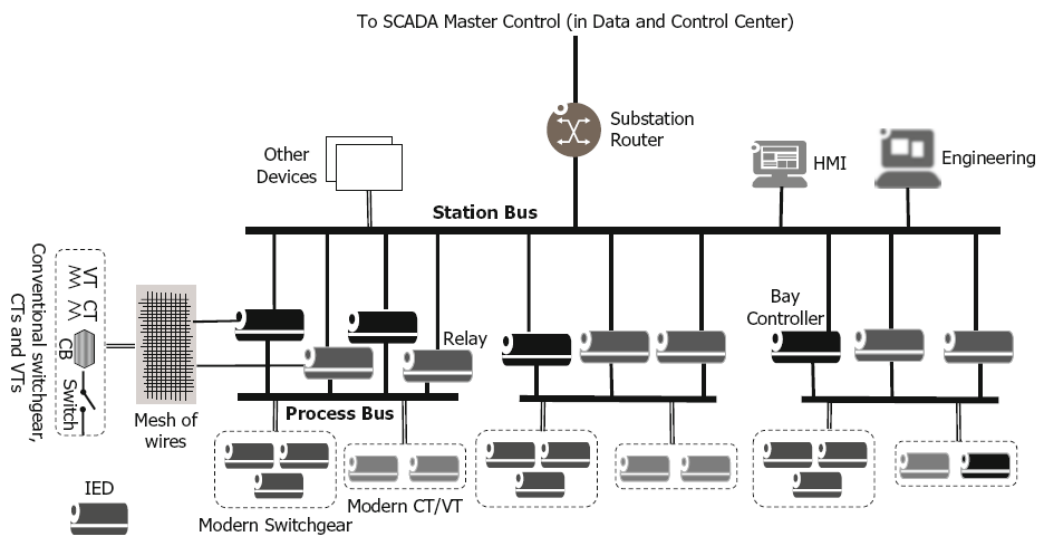 To SCADA Master Control (in Data and Control Center)
Substation
Router
Other
Devices
HMI
Engineering
Station Bus
Conventional switchgear,
CTs and VTs
VT
CT
CB
Switch
Mesh of
wires
Relay
Bay
Controller
Process Bus
IED
Modern Switchgear
Modern CT/VT